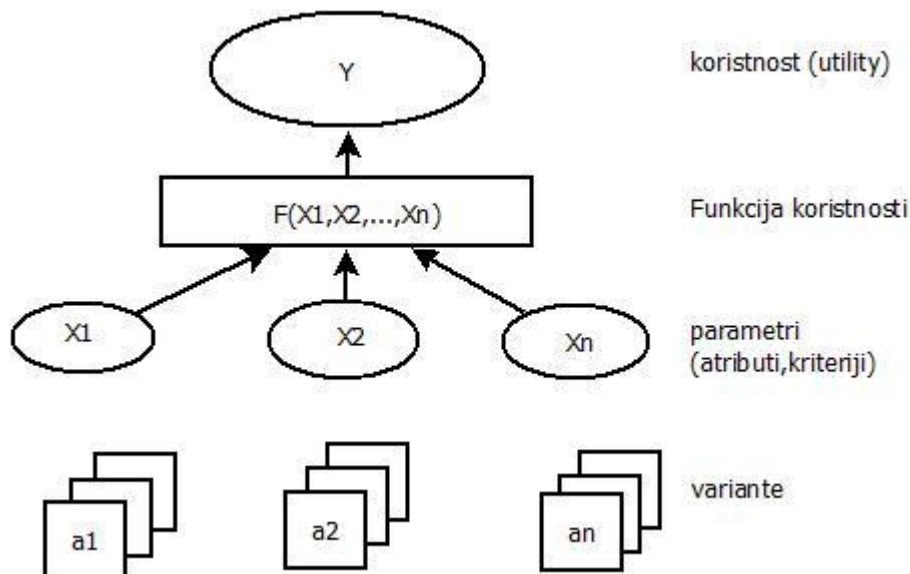 Y
koristnost (utility)
F(X1,X2,...,Xn)
Funkcija koristnosti
X1
X2
Xn
parametri
(atributi,kriteriji)
a1
a2
an
variante